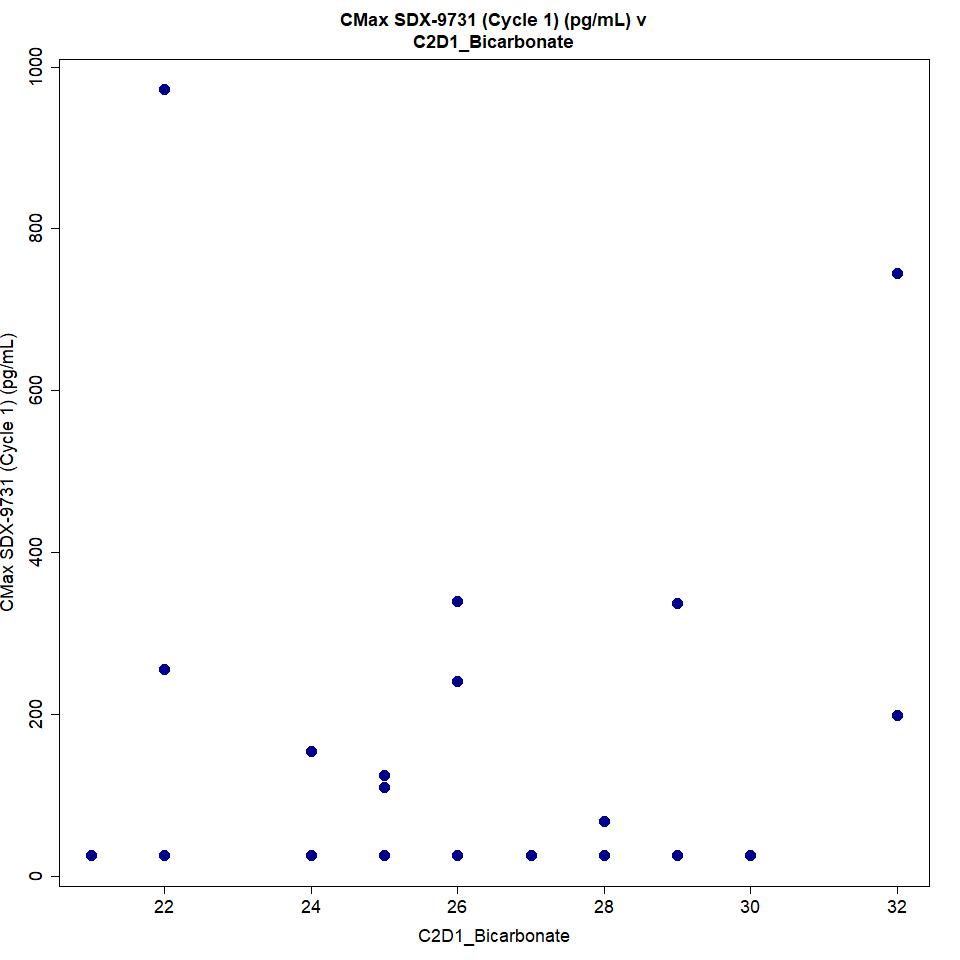 CMax SDX-9731 (Cycle 1) (pg/mL) v
C2D1_Bicarbonate
1000
800
600
400
200
0
CMax SDX-9731 (Cycle 1) (pg/mL)
22 24 26 28 30 32
C2D1_Bicarbonate